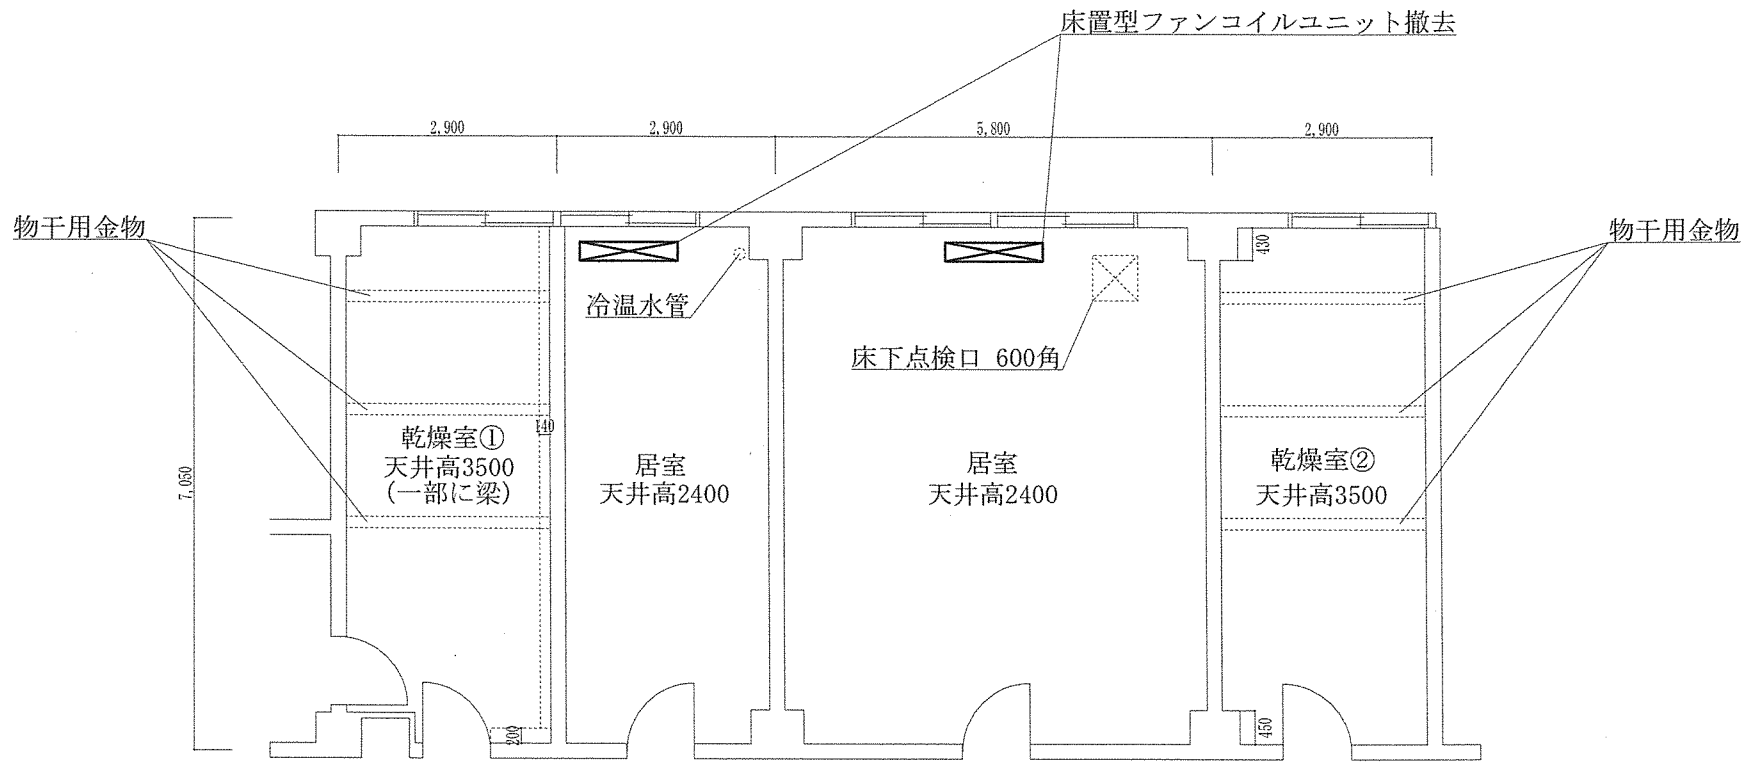 床置型ファンコイルユニット撤去
2,900
2,900
5,800
2,900
物干用金物
物干用金物
430
冷温水管
床下点検口 600角
140
乾燥室①
天井高3500
(一部に梁)
居室
天井高2400
居室
天井高2400
乾燥室②
天井高3500
7,050
200
450